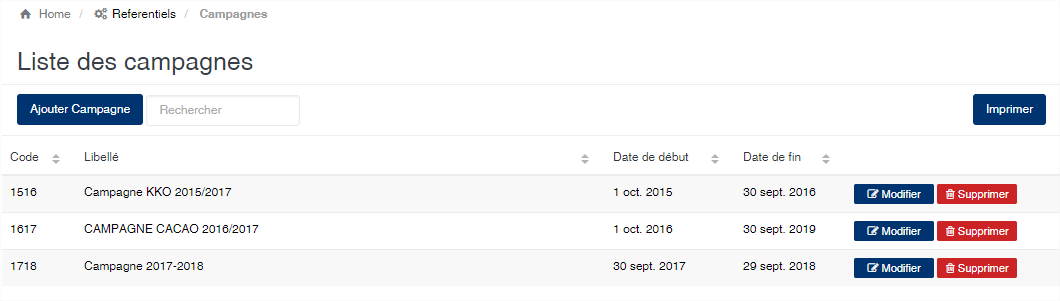 Home / Referentiels / Campagnes
Liste des campagnes
Ajouter Campagne Rechercher Imprimer
Code Libellé Date de début Date de fin
1516 Campagne KKO 2015/2017 1 oct. 2015 30 sept. 2016 Modifier Supprimer
1617 CAMPAGNE CACAO 2016/2017 1 oct. 2016 30 sept. 2019 Modifier Supprimer
1718 Campagne 2017-2018 30 sept. 2017 29 sept. 2018 Modifier Supprimer